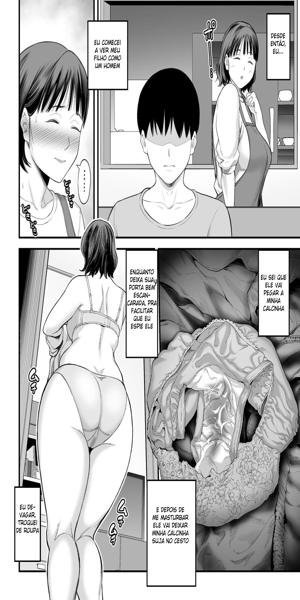 DESDE
ENTÃO,
EU...
EU COMECEI
A VER MEU
FILHO COMO
UM HOMEM
EU SEI QUE
ELE VAI
PEGAR A
MINHA
CALCINHA
ENQUANTO
DEIXA SUA
PORTA BEM
ESCAN-
CARADA, PRA
FACILITAR
QUE EU
ESPIE ELE
E DEPOIS DE
ME MASTURBAR
ELE VAI DEIXAR
MINHA CALCINHA
SUJA NO CESTO
EU DE-
VAGAR,
TROQUEI
DE ROUPA